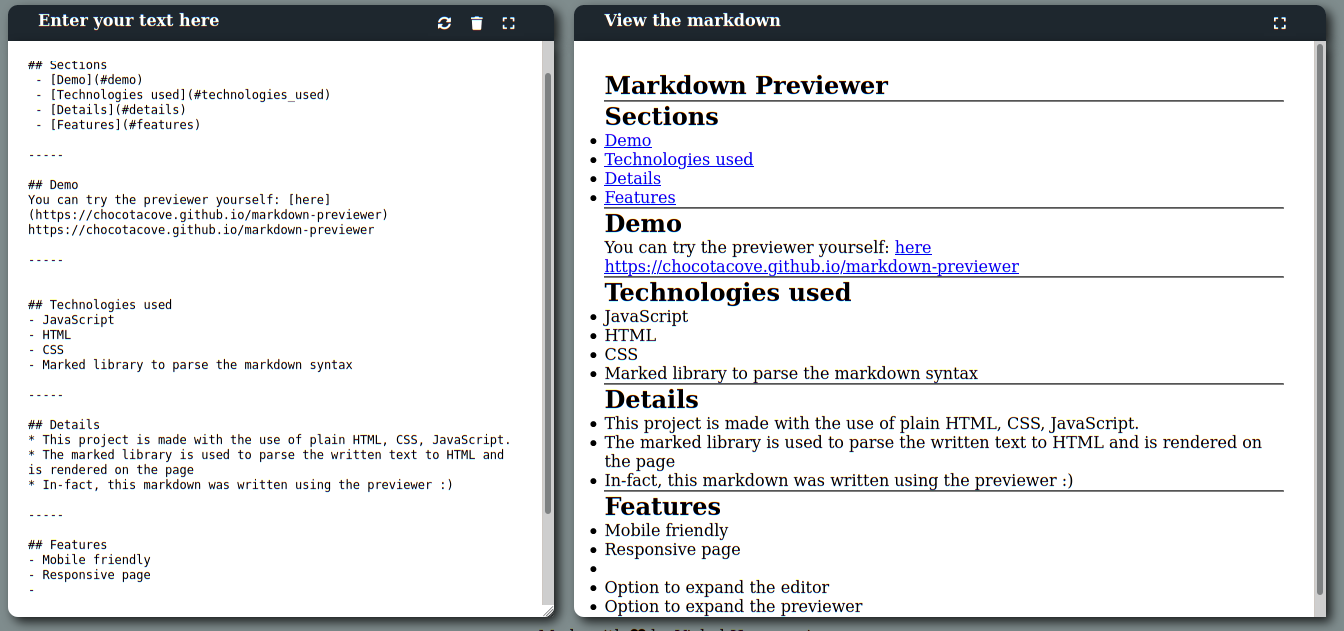 Enter your text here
## Sections
- [Demo](#demo)
- [Technologies used](#technologies_used)
- [Details](#details)
- [Features](#features)
-----
## Demo
You can try the previewer yourself: [here]
(https://chocotacove.github.io/markdown-previewer)
https://chocotacove.github.io/markdown-previewer
-----
## Technologies used
- JavaScript
- HTML
- CSS
- Marked library to parse the markdown syntax
-----
## Details
* This project is made with the use of plain HTML, CSS, JavaScript.
* The marked library is used to parse the written text to HTML and
is rendered on the page
* In-fact, this markdown was written using the previewer :)
-----
## Features
- Mobile friendly
- Responsive page
-
View the markdown
Markdown Previewer
Sections
• Demo
• Technologies used
• Details
• Features
Demo
You can try the previewer yourself: here
https://chocotacove.github.io/markdown-previewer
Technologies used
• JavaScript
• HTML
• CSS
• Marked library to parse the markdown syntax
Details
• This project is made with the use of plain HTML, CSS, JavaScript.
• The marked library is used to parse the written text to HTML and is rendered on
the page
• In-fact, this markdown was written using the previewer :)
Features
• Mobile friendly
• Responsive page
•
• Option to expand the editor
• Option to expand the previewer